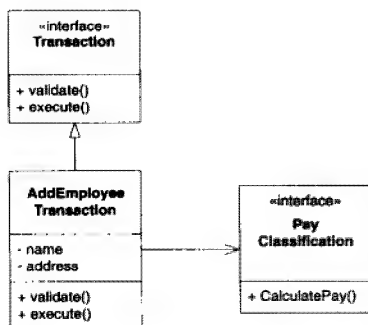 «interface»
Transaction
+ validate()
+ execute()
AddEmployee
Transaction
- name
- address
+ validate()
+ execute()
«interface»
Pay
Classification
+ CalculatePay()